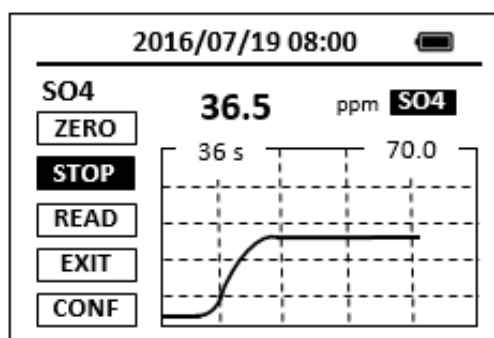 2016/07/19 08:00
SO4
36.5 ppm SO4
ZERO
36 s 70.0
STOP
READ
EXIT
CONF